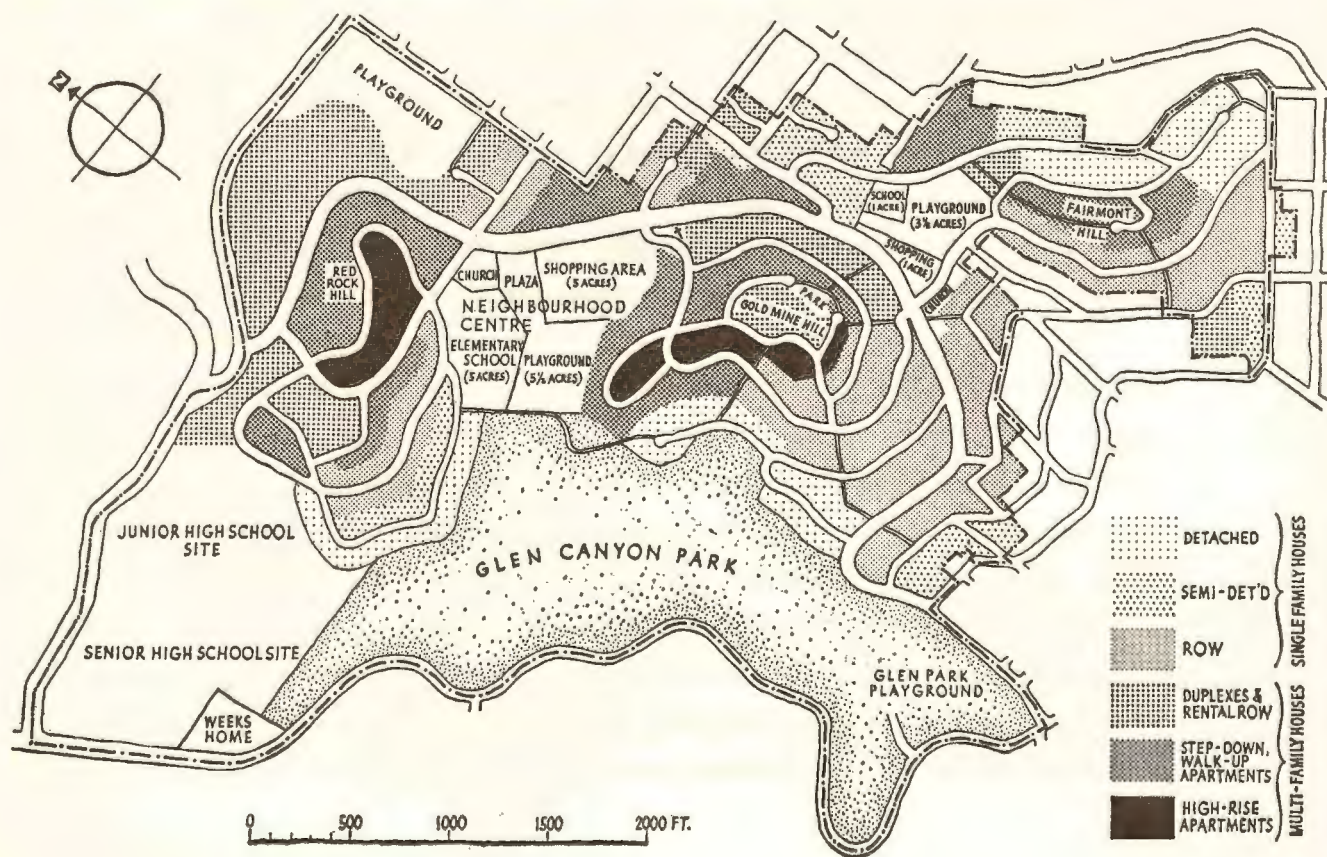 N
PLAYGROUND
RED
ROCK
HILL
CHURCH
PLAZA
SHOPPING AREA
(5 ACRES)
NEIGHBOURHOOD
CENTRE
ELEMENTARY
SCHOOL
(5 ACRES)
PLAYGROUND
(5½ ACRES)
PARK
GOLD MINE HILL
SCHOOL
(1 ACRE)
PLAYGROUND
(3½ ACRES)
SHOPPING
(1 ACRE)
CHURCH
FAIRMONT
HILL
JUNIOR HIGH SCHOOL
SITE
GLEN CANYON PARK
SENIOR HIGH SCHOOL SITE
WEEKS
HOME
GLEN PARK
PLAYGROUND
0 500 1000 1500 2000 FT.
DETACHED
SEMI-DET'D
ROW
SINGLE FAMILY HOUSES
DUPLEXES &
RENTAL ROW
STEP-DOWN,
WALK-UP
APARTMENTS
HIGH-RISE
APARTMENTS
MULTI-FAMILY HOUSES